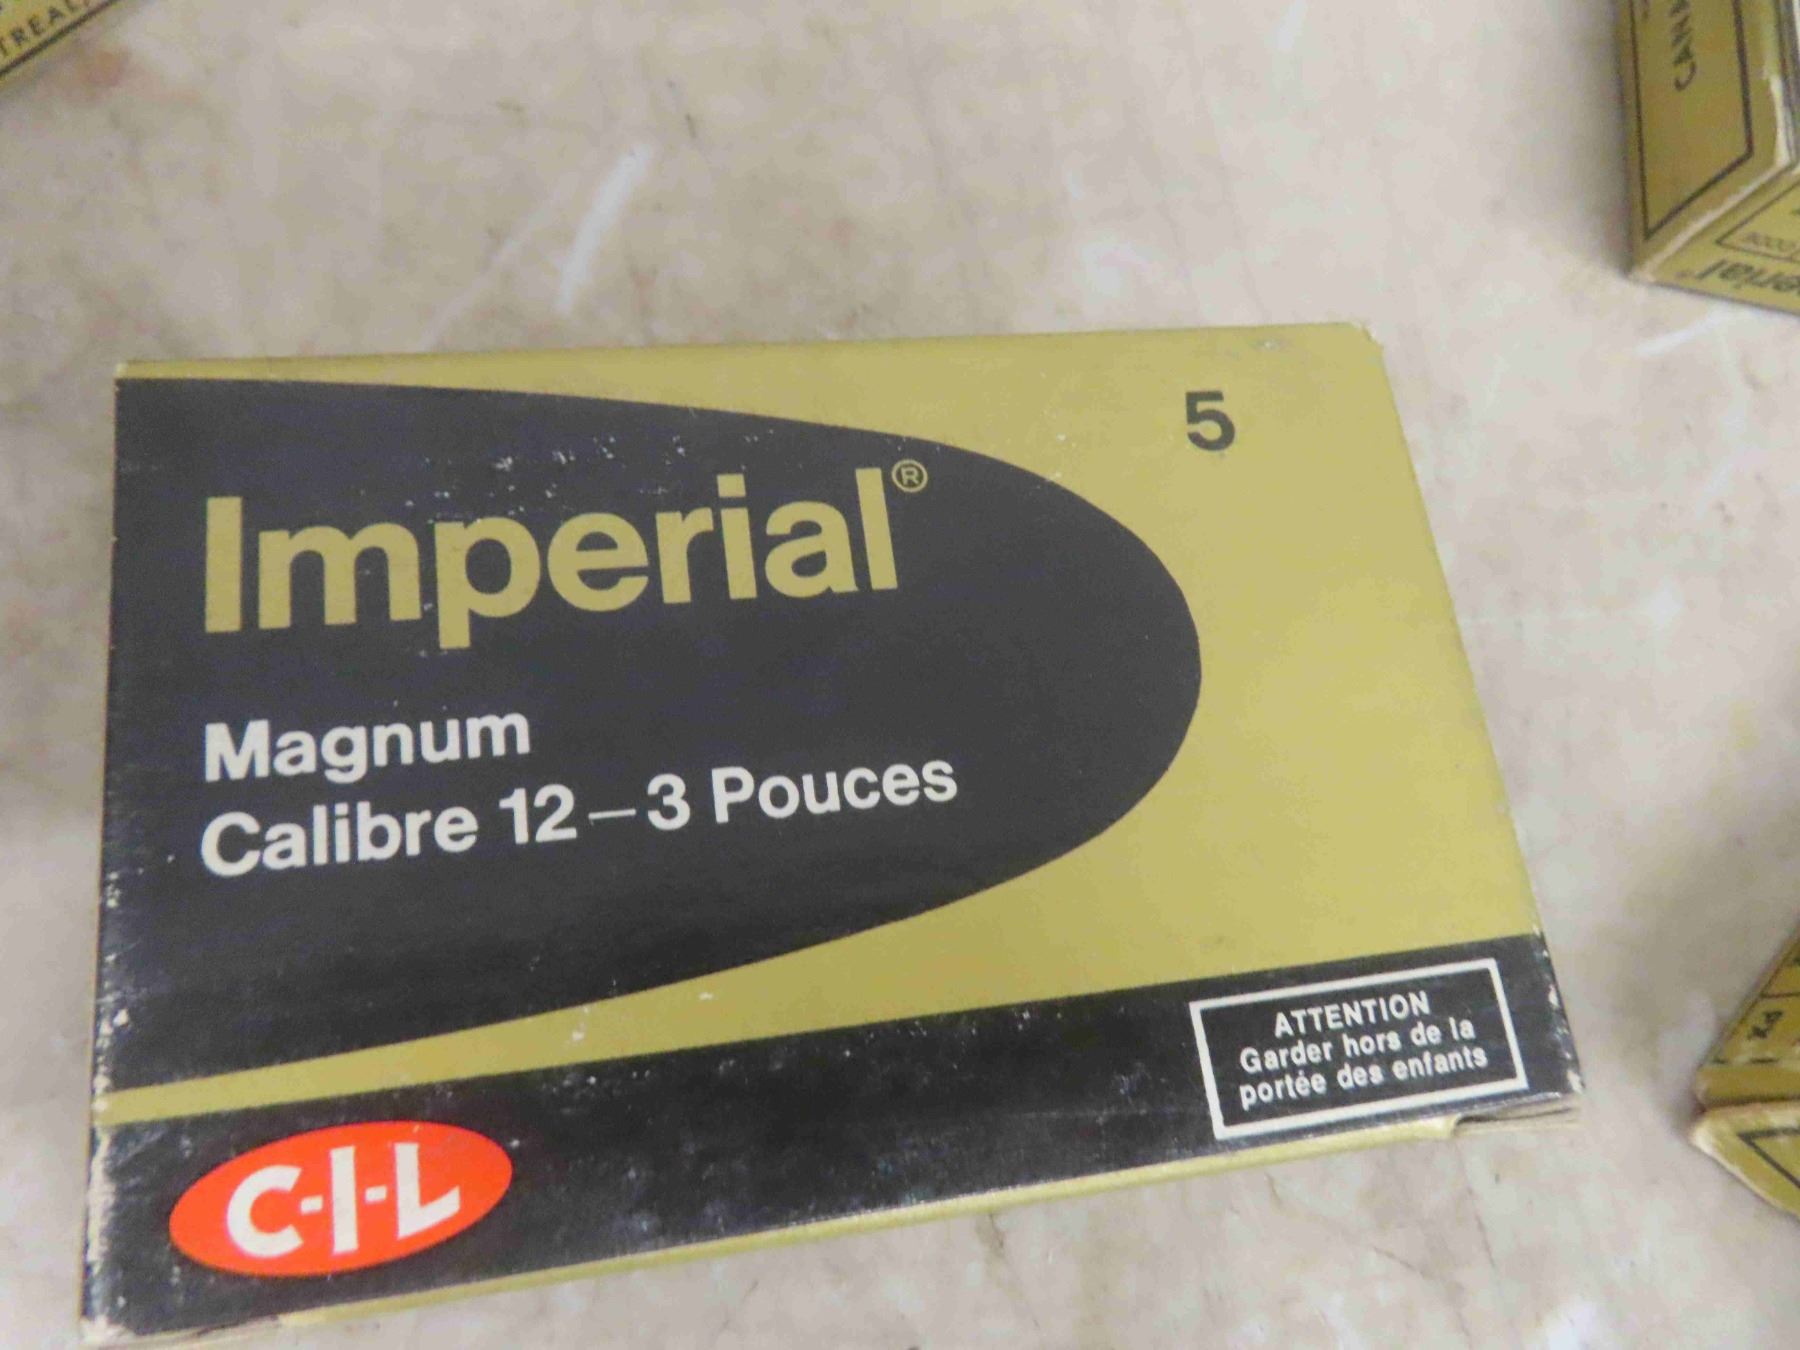 5
Imperial®
Magnum
Calibre 12–3 Pouces
ATTENTION
Garder hors de la
portée des enfants
C-I-L